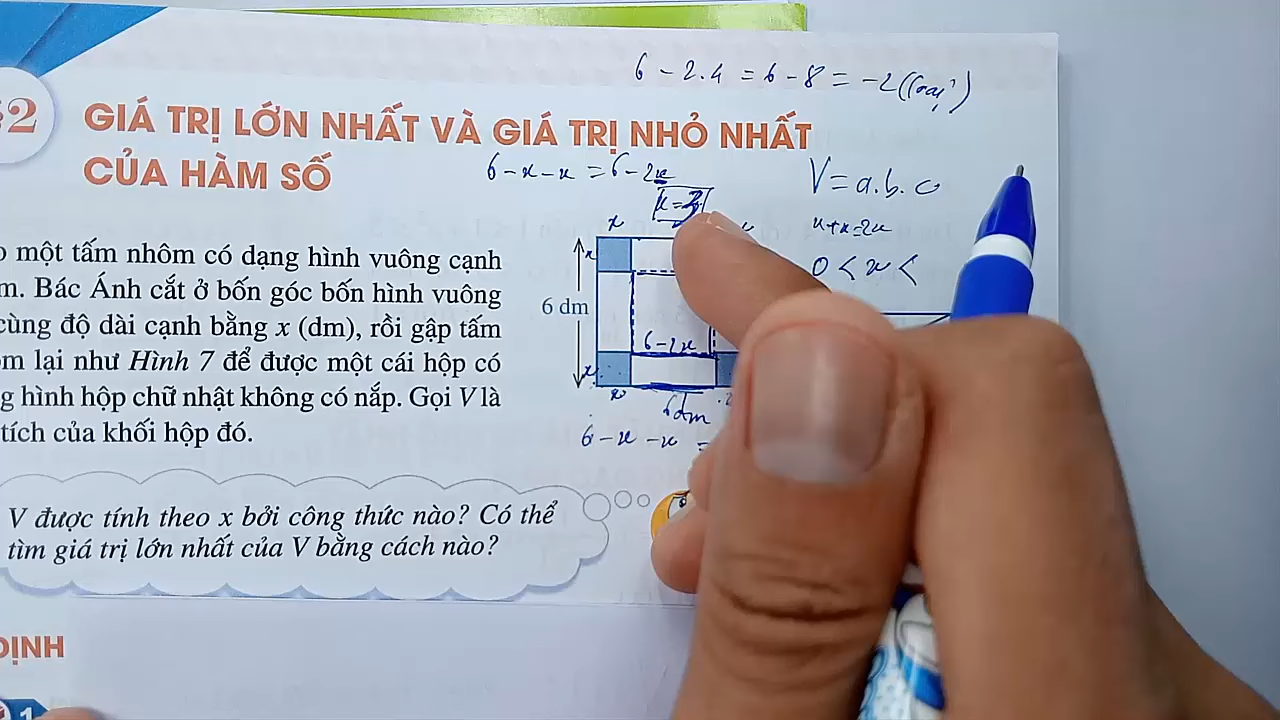 6 - 2.4 = 6 - 8 = -2 (loại)
2
GIÁ TRỊ LỚN NHẤT VÀ GIÁ TRỊ NHỎ NHẤT
CỦA HÀM SỐ
6-x-x = 6-2x
V = a.b.c
x
x+x=2x
0 < x <
một tấm nhôm có dạng hình vuông cạnh
m. Bác Ánh cắt ở bốn góc bốn hình vuông
cùng độ dài cạnh bằng x (dm), rồi gập tấm
m lại như Hình 7 để được một cái hộp có
g hình hộp chữ nhật không có nắp. Gọi V là
tích của khối hộp đó.
x
6 dm
6-2x
x
x
6dm
6-x-x =
V được tính theo x bởi công thức nào? Có thể
tìm giá trị lớn nhất của V bằng cách nào?
ĐỊNH
1